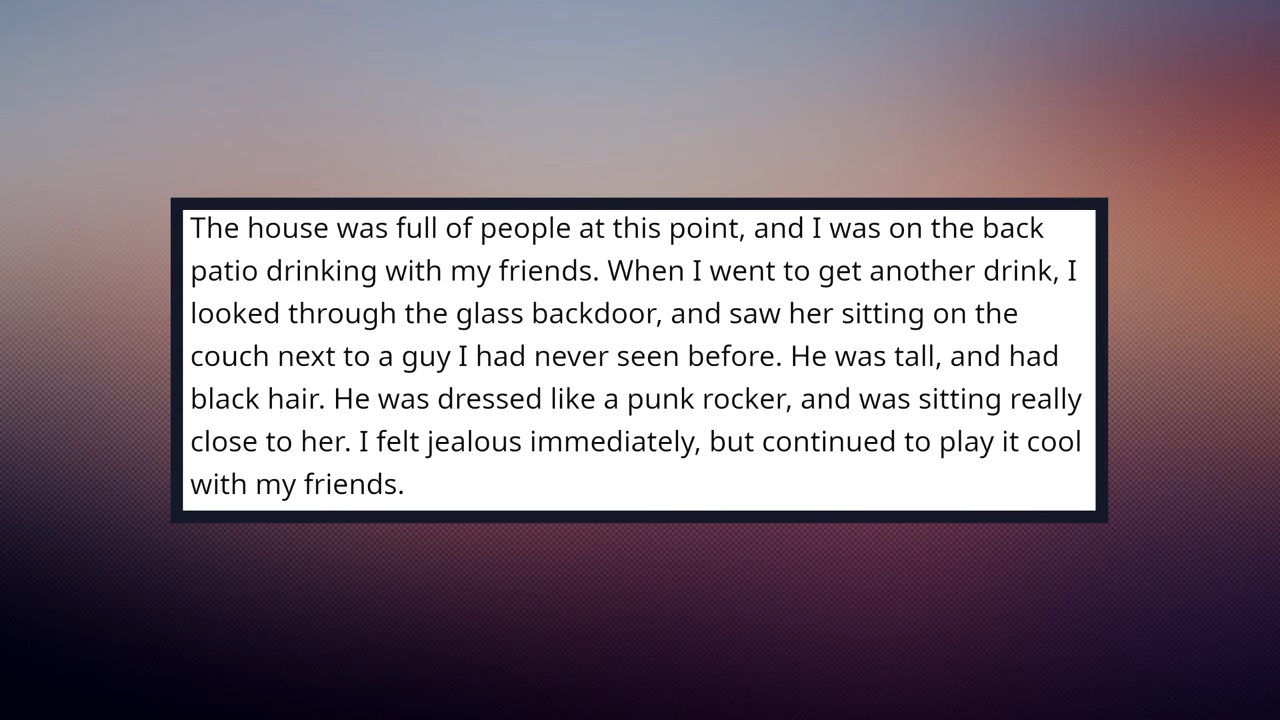 The house was full of people at this point, and I was on the back
patio drinking with my friends. When I went to get another drink, I
looked through the glass backdoor, and saw her sitting on the
couch next to a guy I had never seen before. He was tall, and had
black hair. He was dressed like a punk rocker, and was sitting really
close to her. I felt jealous immediately, but continued to play it cool
with my friends.